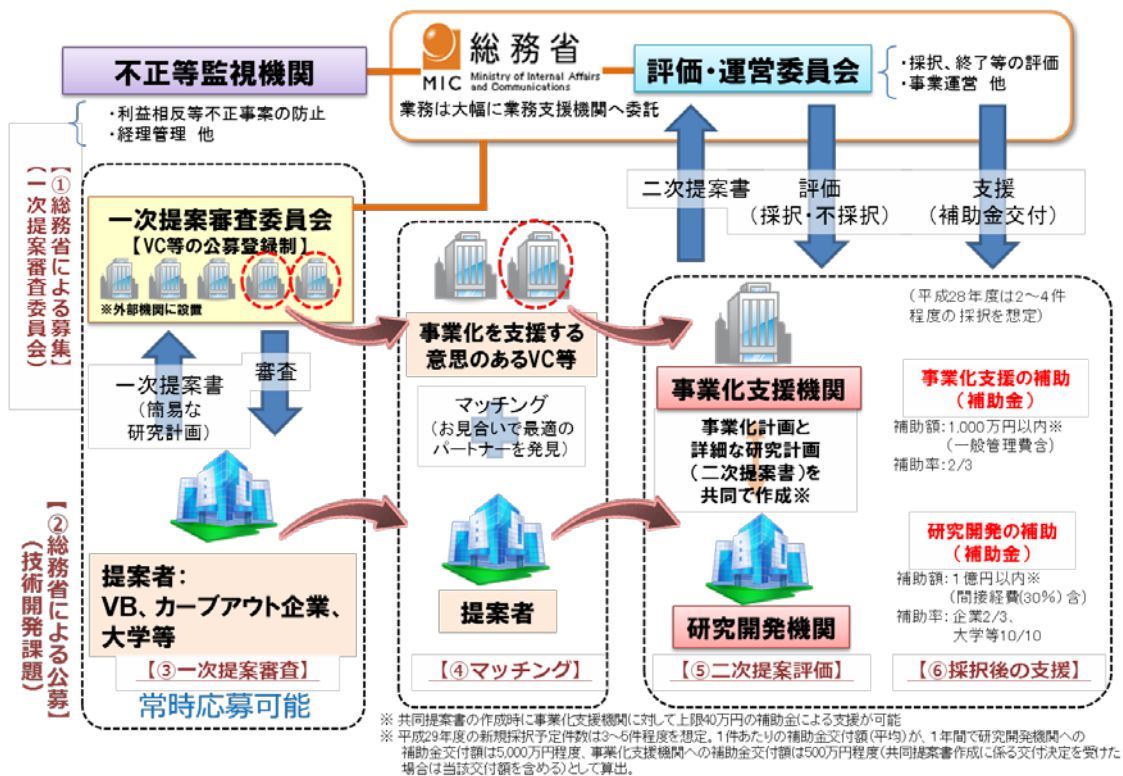 不正等監視機関
・利益相反等不正事案の防止
・経理管理 他
総務省
MIC
Ministry of Internal Affairs
and Communications
業務は大幅に業務支援機関へ委託
評価・運営委員会
・採択、終了等の評価
・事業運営 他
【①総務省による募集】
(一次提案審査委員会)
【②総務省による公募】
(技術開発課題)
一次提案審査委員会
【VC等の公募登録制】
※外部機関に設置
一次提案書
(簡易な
研究計画)
審査
提案者:
VB、カーブアウト企業、
大学等
【③一次提案審査】
常時応募可能
事業化を支援する
意思のあるVC等
マッチング
(お見合いで最適の
パートナーを発見)
提案者
【④マッチング】
二次提案書
評価
(採択・不採択)
支援
(補助金交付)
事業化支援機関
事業化計画と
詳細な研究計画
(二次提案書)を
共同で作成※
研究開発機関
【⑤二次提案評価】
(平成28年度は2~4件
程度の採択を想定)
事業化支援の補助
(補助金)
補助額:1,000万円以内※
(一般管理費含)
補助率:2/3
研究開発の補助
(補助金)
補助額:1億円以内※
(間接経費(30%)含)
補助率:企業2/3、
大学等10/10
【⑥採択後の支援】
※ 共同提案書の作成時に事業化支援機関に対して上限40万円の補助金による支援が可能
※ 平成29年度の新規採択予定件数は3~5件程度を想定。1件あたりの補助金交付額(平均)が、1年間で研究開発機関への
補助金交付額は5,000万円程度、事業化支援機関への補助金交付額は500万円程度(共同提案書作成に係る交付決定を受けた
場合は当該交付額を含める)として算出。